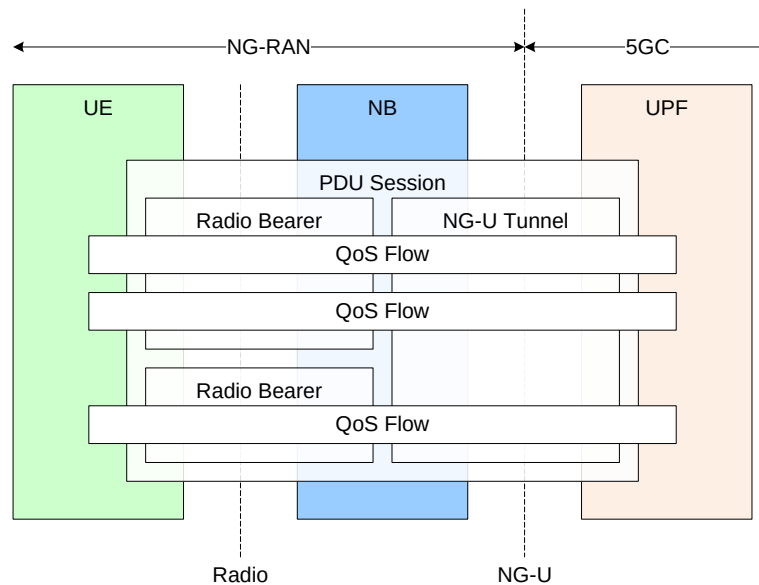 NG-RAN
5GC
UE
NB
UPF
PDU Session
Radio Bearer
NG-U Tunnel
QoS Flow
QoS Flow
Radio Bearer
QoS Flow
Radio
NG-U